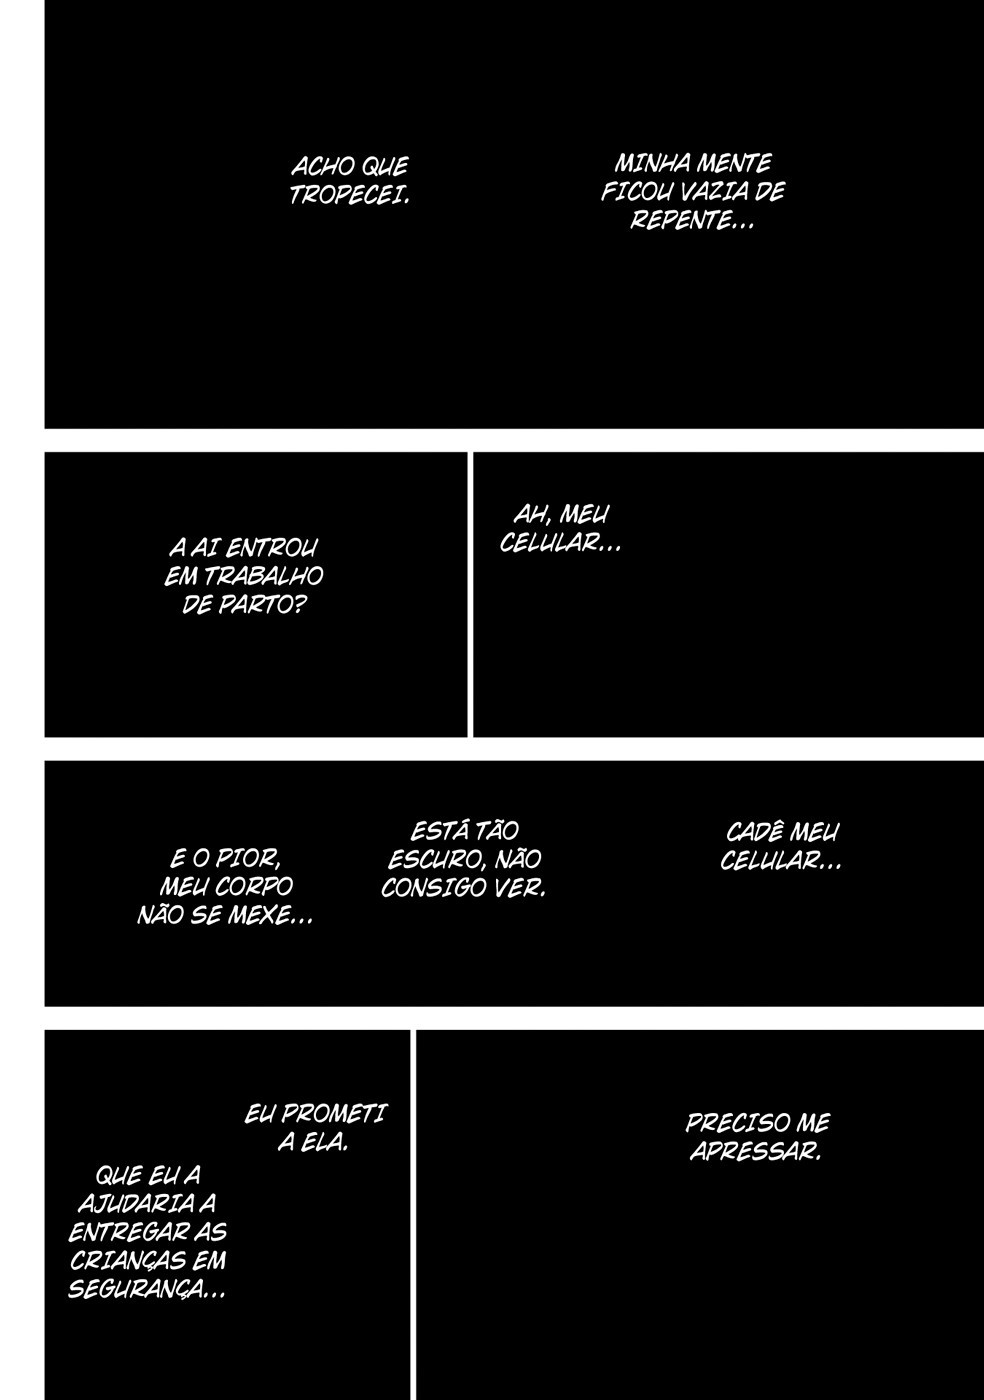 MINHA MENTE
FICOU VAZIA DE
REPENTE...
ACHO QUE
TROPECEI.
AH, MEU
CELULAR...
A AI ENTROU
EM TRABALHO
DE PARTO?
CADÊ MEU
CELULAR...
ESTÁ TÃO
ESCURO, NÃO
CONSIGO VER.
E O PIOR,
MEU CORPO
NÃO SE MEXE...
PRECISO ME
APRESSAR.
EU PROMETI
A ELA.
QUE EU A
AJUDARIA A
ENTREGAR AS
CRIANÇAS EM
SEGURANÇA...